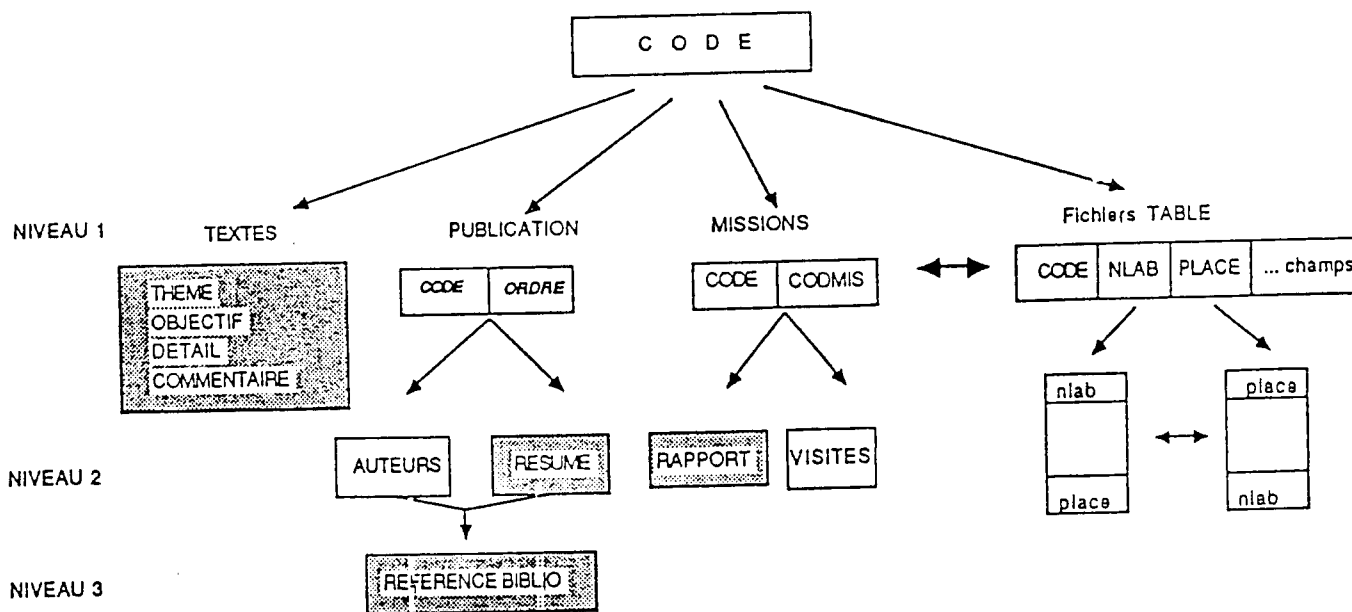 C O D E
NIVEAU 1
TEXTES
PUBLICATION
MISSIONS
Fichiers TABLE
THEME
OBJECTIF
DETAIL
COMMENTAIRE
CODE ORDRE
CODE CODMIS
CODE NLAB PLACE ... champs
nlab
place
place
nlab
NIVEAU 2
AUTEURS
RESUME
RAPPORT
VISITES
NIVEAU 3
REFERENCE BIBLIO